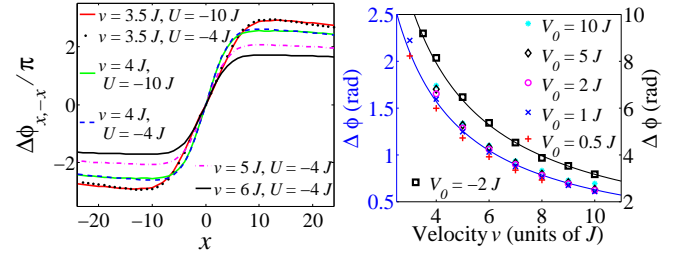 Δϕ_{x,−x} / π
2
0
−2
−20 −10 0 10 20
x
v = 3.5 J, U = −10 J
v = 3.5 J, U = −4 J
v = 4 J,
U = −10 J
v = 4 J,
U = −4 J
v = 5 J, U = −4 J
v = 6 J, U = −4 J
Δ ϕ (rad)
2.5
2
1.5
1
0.5
4 6 8 10
Velocity v (units of J)
V_0 = 10 J
V_0 = 5 J
V_0 = 2 J
V_0 = 1 J
V_0 = 0.5 J
V_0 = −2 J
10
8
6
4
2
Δ ϕ (rad)